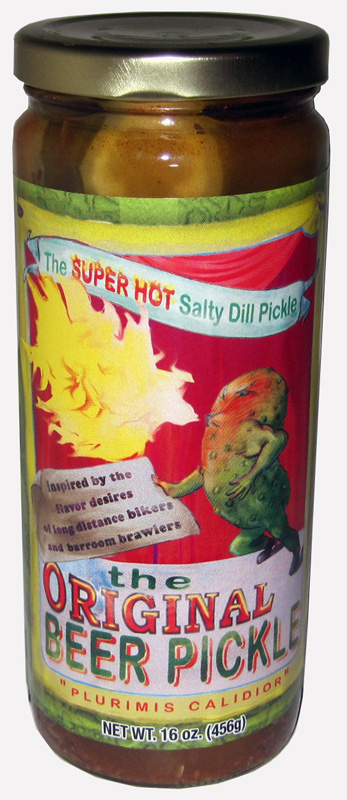 The SUPER HOT Salty Dill Pickle
Inspired by the
flavor desires
of long distance bikers
and barroom brawlers
the
ORIGINAL
BEER PICKLE
"PLURIMIS CALIDIOR"
NET WT. 16 oz. (456g)